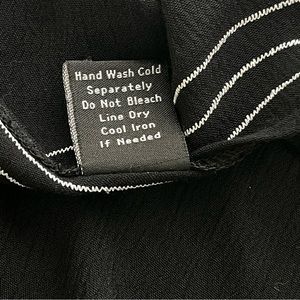 Hand Wash Cold
Separately
Do Not Bleach
Line Dry
Cool Iron
If Needed